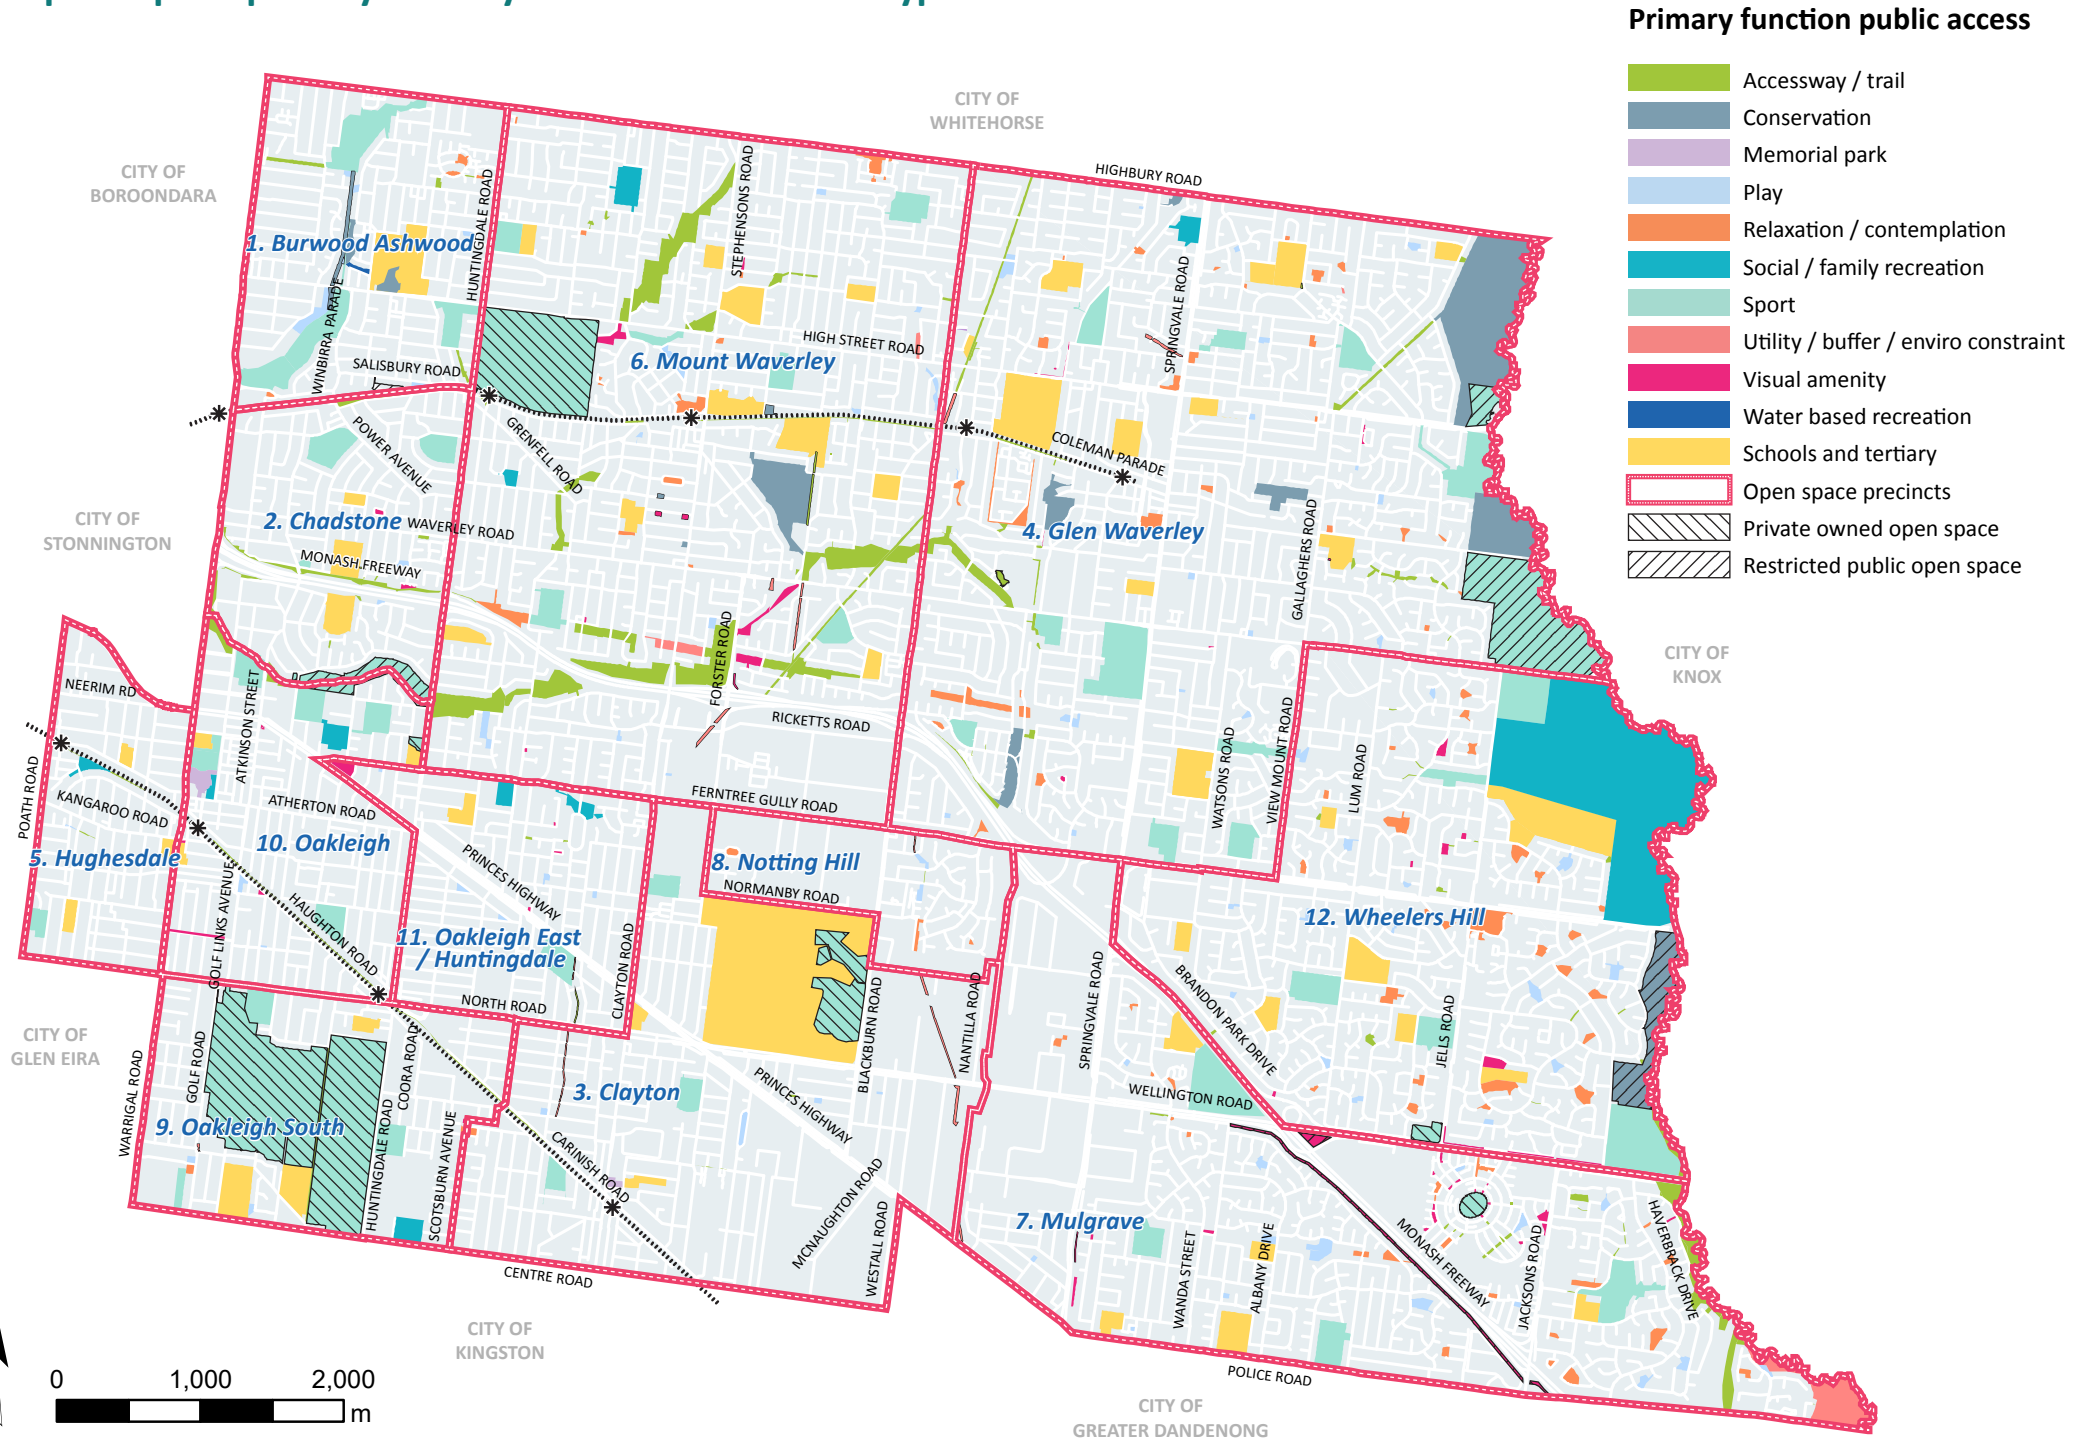 Primary function public access
Accessway / trail
Conservation
Memorial park
Play
Relaxation / contemplation
Social / family recreation
Sport
Utility / buffer / enviro constraint
Visual amenity
Water based recreation
Schools and tertiary
Open space precincts
Private owned open space
Restricted public open space
CITY OF
WHITEHORSE
CITY OF
BOROONDARA
HIGHBURY ROAD
STEPHENSONS ROAD
HUNTINGDALE ROAD
1. Burwood Ashwood
SPRINGVALE ROAD
WINBIRRA PARADE
HIGH STREET ROAD
SALISBURY ROAD
6. Mount Waverley
POWER AVENUE
GRENFELL ROAD
COLEMAN PARADE
CITY OF
STONNINGTON
2. Chadstone
WAVERLEY ROAD
4. Glen Waverley
GALLAGHERS ROAD
MONASH FREEWAY
FORSTER ROAD
CITY OF
KNOX
NEERIM RD
ATKINSON STREET
RICKETTS ROAD
VIEW MOUNT ROAD
WATSONS ROAD
LUM ROAD
POATH ROAD
KANGAROO ROAD
ATHERTON ROAD
FERNTREE GULLY ROAD
5. Hughesdale
10. Oakleigh
PRINCES HIGHWAY
8. Notting Hill
NORMANBY ROAD
GOLF LINKS AVENUE
HAUGHTON ROAD
11. Oakleigh East
/ Huntingdale
CLAYTON ROAD
12. Wheelers Hill
NORTH ROAD
BLACKBURN ROAD
NANTILLA ROAD
SPRINGVALE ROAD
BRANDON PARK DRIVE
JELLS ROAD
CITY OF
GLEN EIRA
WARRIGAL ROAD
GOLF ROAD
COORA ROAD
3. Clayton
PRINCES HIGHWAY
WELLINGTON ROAD
9. Oakleigh South
HUNTINGDALE ROAD
SCOTSBURN AVENUE
CARINISH ROAD
MCNAUGHTON ROAD
WESTALL ROAD
7. Mulgrave
WANDA STREET
ALBANY DRIVE
MONASH FREEWAY
JACKSONS ROAD
HAVERBRACK DRIVE
CENTRE ROAD
CITY OF
KINGSTON
POLICE ROAD
CITY OF
GREATER DANDENONG
0 1,000 2,000
m